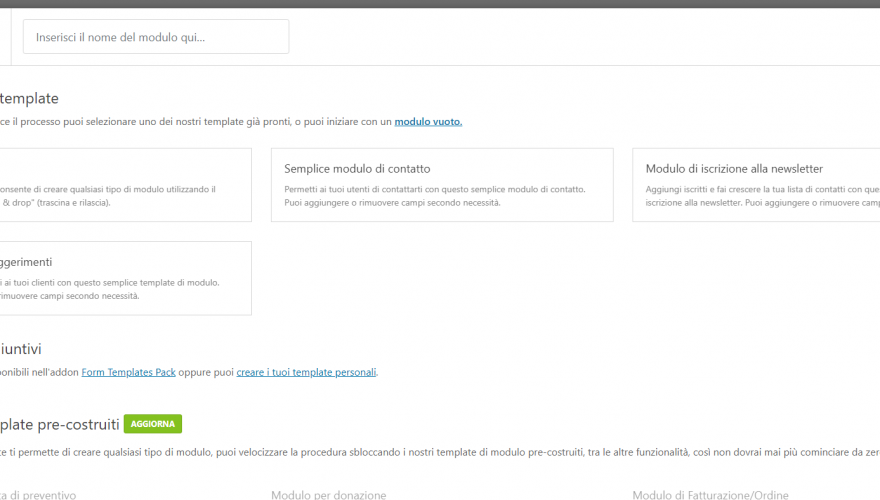 Inserisci il nome del modulo qui...
template
ce il processo puoi selezionare uno dei nostri template già pronti, o puoi iniziare con un modulo vuoto.
Semplice modulo di contatto
Modulo di iscrizione alla newsletter
onsente di creare qualsiasi tipo di modulo utilizzando il
& drop" (trascina e rilascia).
Permetti ai tuoi utenti di contattarti con questo semplice modulo di contatto.
Puoi aggiungere o rimuovere campi secondo necessità.
Aggiungi iscritti e fai crescere la tua lista di contatti con que
iscrizione alla newsletter. Puoi aggiungere o rimuovere camp
ggerimenti
i ai tuoi clienti con questo semplice template di modulo.
rimuovere campi secondo necessità.
iuntivi
ponibili nell'addon Form Templates Pack oppure puoi creare i tuoi template personali.
plate pre-costruiti AGGIORNA
te ti permette di creare qualsiasi tipo di modulo, puoi velocizzare la procedura sbloccando i nostri template di modulo pre-costruiti, tra le altre funzionalità, così non dovrai mai più cominciare da zer
ta di preventivo
Modulo per donazione
Modulo di Fatturazione/Ordine